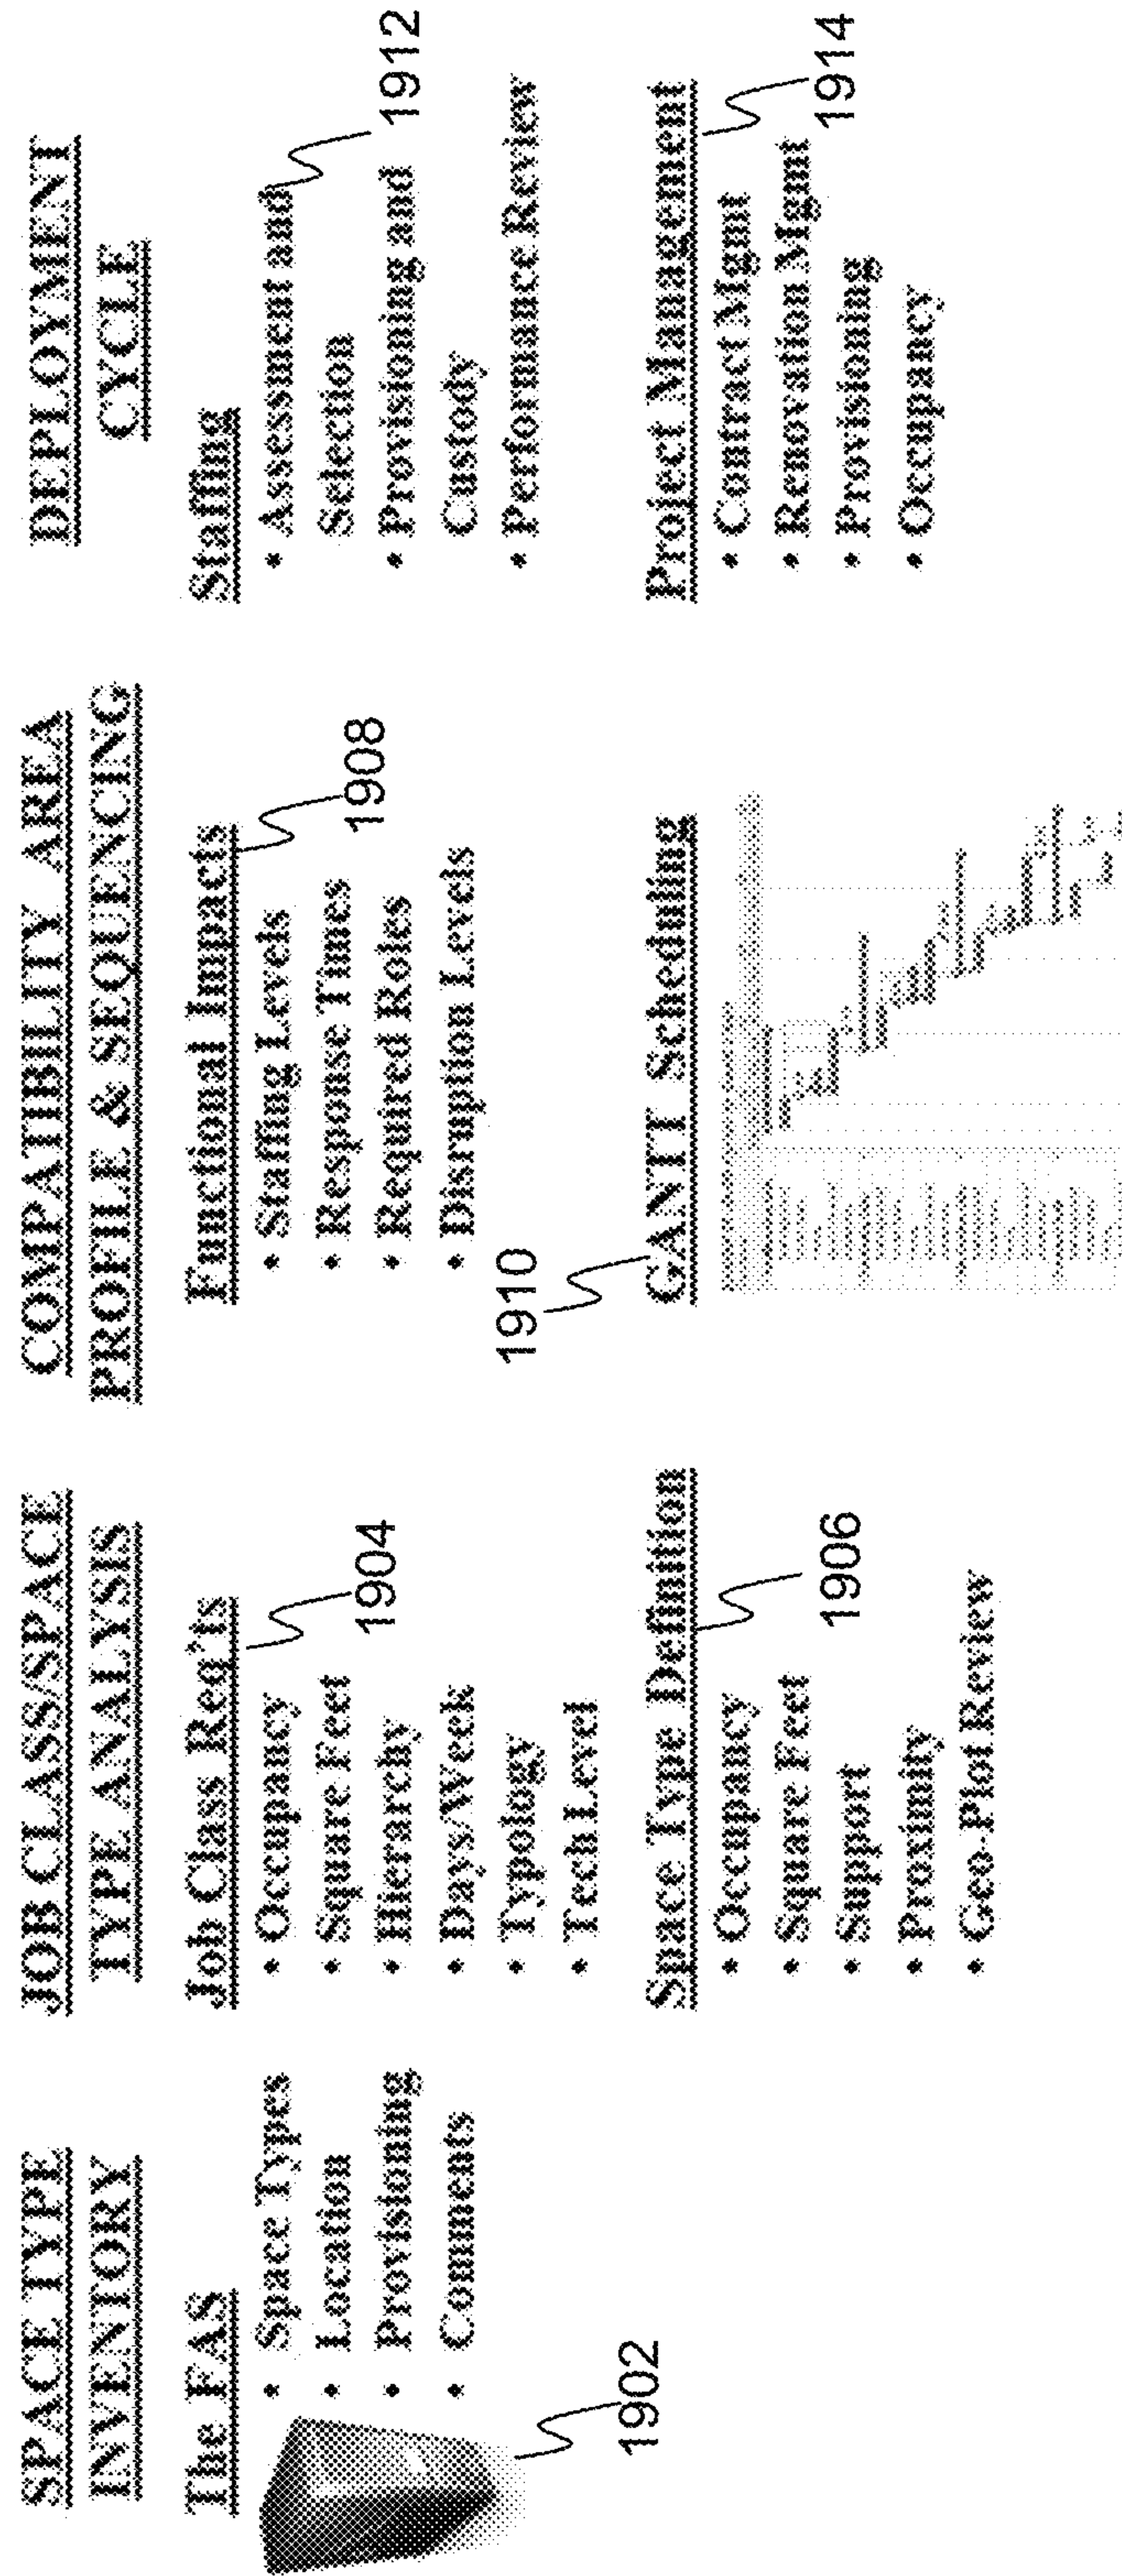 SPACE TYPE
INVENTORY
The FAS
• Space Types
• Location
• Provisioning
• Comments
1902
JOB CLASS/SPACE
TYPE ANALYSIS
Job Class Req'ts
1904
• Occupancy
• Square Feet
• Hierarchy
• Days/Week
• Typology
• Tech Level
Space Type Definition
1906
• Occupancy
• Square Feet
• Support
• Proximity
• Geo-Plot Review
COMPATIBILITY AREA
PROFILE & SEQUENCING
Functional Impacts
1908
• Staffing Levels
• Response Times
• Required Roles
• Disruption Levels
1910
GANTT Scheduling
DEPLOYMENT
CYCLE
Staffing
• Assessment and
Selection
1912
• Provisioning and
Custody
• Performance Review
Project Management
1914
• Contract Mgmt
• Renovation Mgmt
• Provisioning
• Occupancy